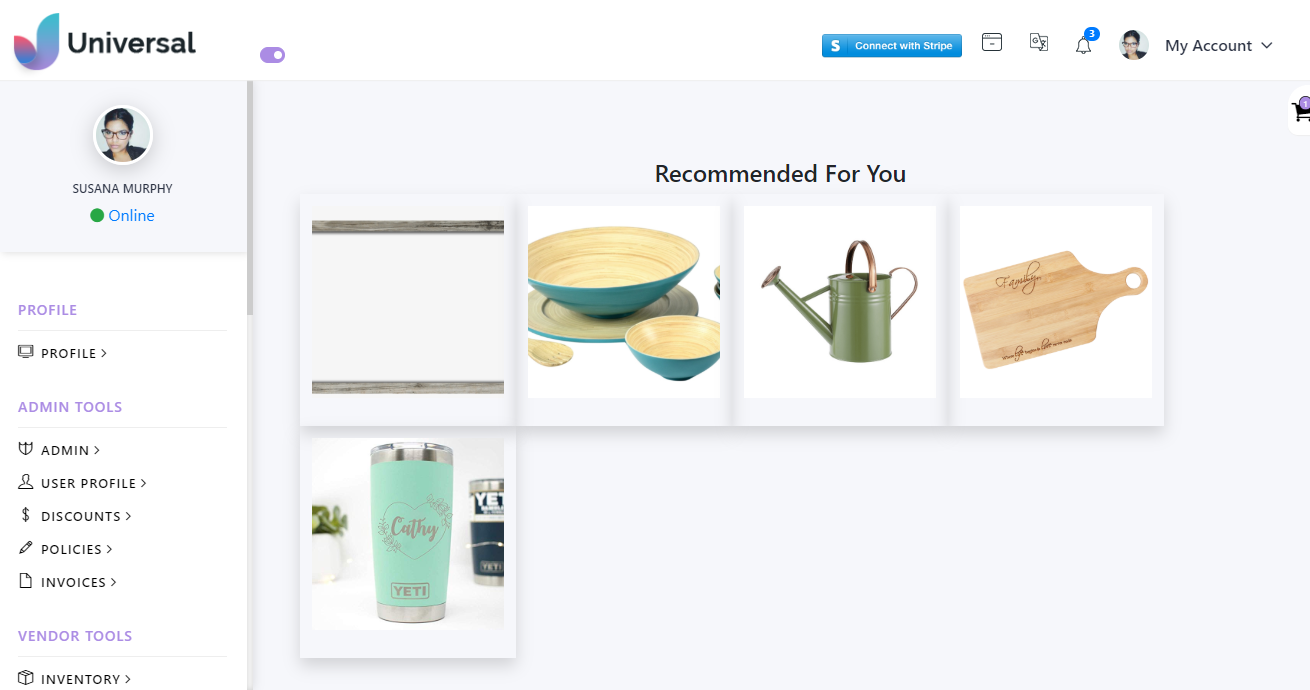 Universal
S Connect with Stripe
3
My Account
1
SUSANA MURPHY
Online
PROFILE
PROFILE >
ADMIN TOOLS
ADMIN >
USER PROFILE >
$ DISCOUNTS >
POLICIES >
INVOICES >
VENDOR TOOLS
INVENTORY >
Recommended For You
Family
Cathy
YETI
YETI